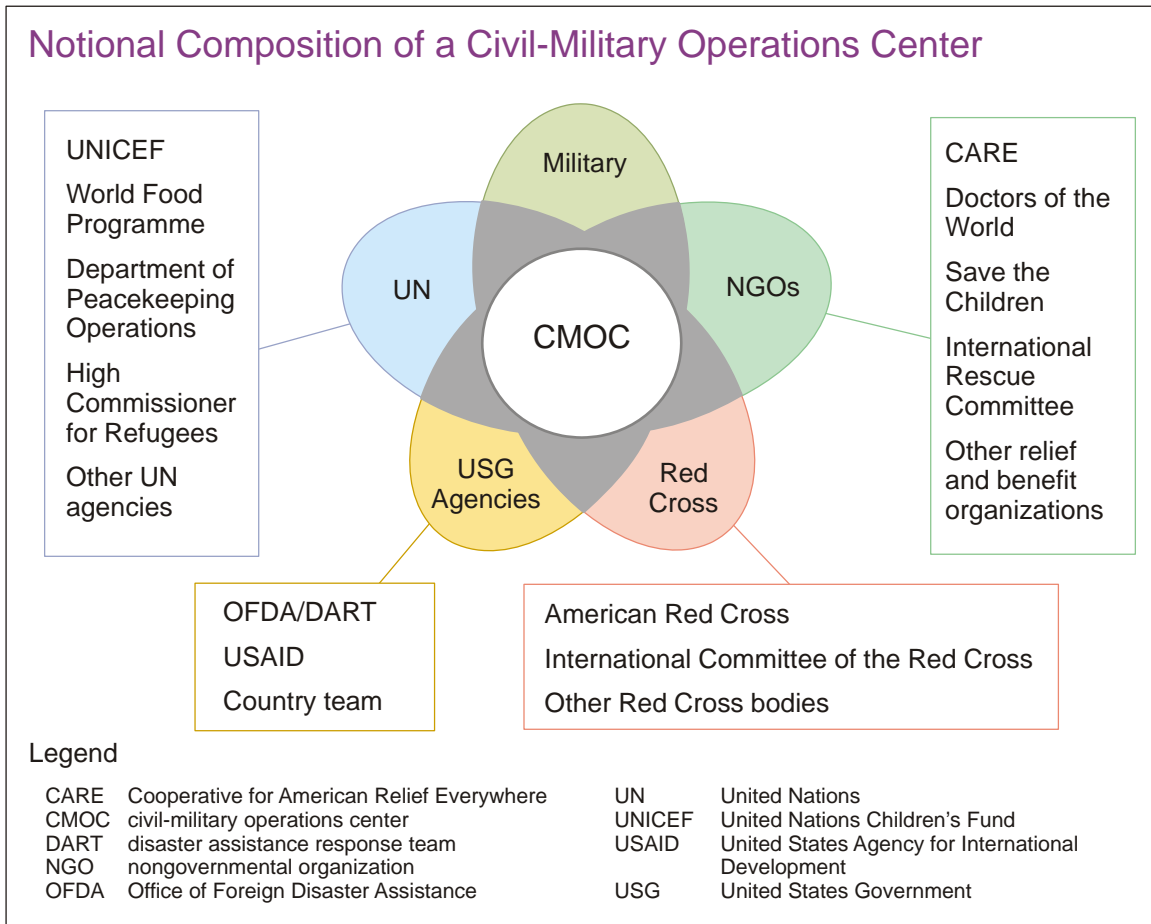 Notional Composition of a Civil-Military Operations Center
UNICEF
World Food
Programme
Department of
Peacekeeping
Operations
High
Commissioner
for Refugees
Other UN
agencies
Military
UN
NGOs
CMOC
USG
Agencies
Red
Cross
CARE
Doctors of the
World
Save the
Children
International
Rescue
Committee
Other relief
and benefit
organizations
OFDA/DART
USAID
Country team
American Red Cross
International Committee of the Red Cross
Other Red Cross bodies
Legend
CARE Cooperative for American Relief Everywhere
CMOC civil-military operations center
DART disaster assistance response team
NGO nongovernmental organization
OFDA Office of Foreign Disaster Assistance
UN United Nations
UNICEF United Nations Children’s Fund
USAID United States Agency for International
Development
USG United States Government